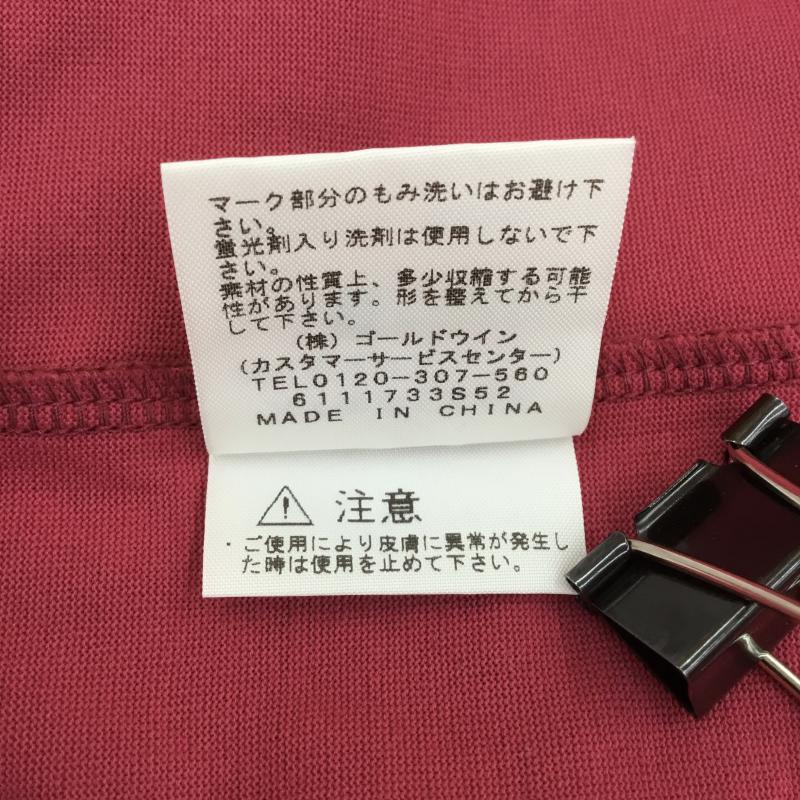 マーク部分のもみ洗いはお避け下
さい。
蛍光剤入り洗剤は使用しないで下
さい。
素材の性質上、多少収縮する可能
性があります。形を整えてから干
して下さい。
(株)ゴールドウイン
(カスタマーサービスセンター)
TEL0120-307-560
6111733S52
MADE IN CHINA
注意
・ご使用により皮膚に異常が発生し
た時は使用を止めて下さい。